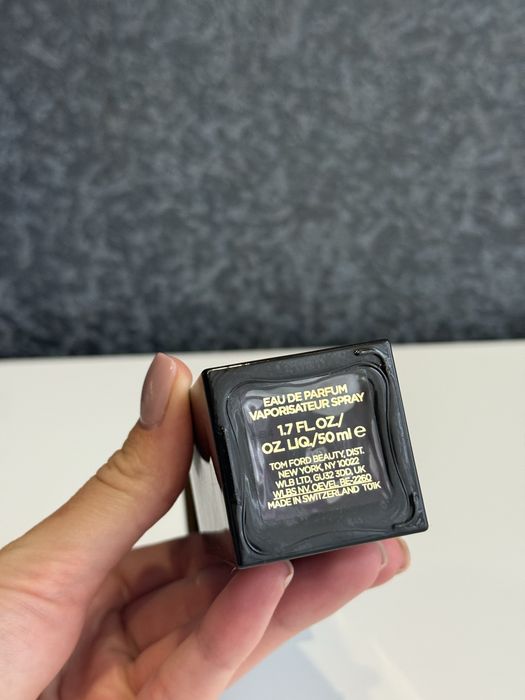 EAU DE PARFUM
VAPORISATEUR SPRAY
1.7 FL.OZ./
OZ. LIQ./50 ml ℮
TOM FORD BEAUTY, DIST.
NEW YORK, NY 10022
WLB LTD, GU32 3DD, UK
WLBS NV, OEVEL BE-2260
MADE IN SWITZERLAND T01K